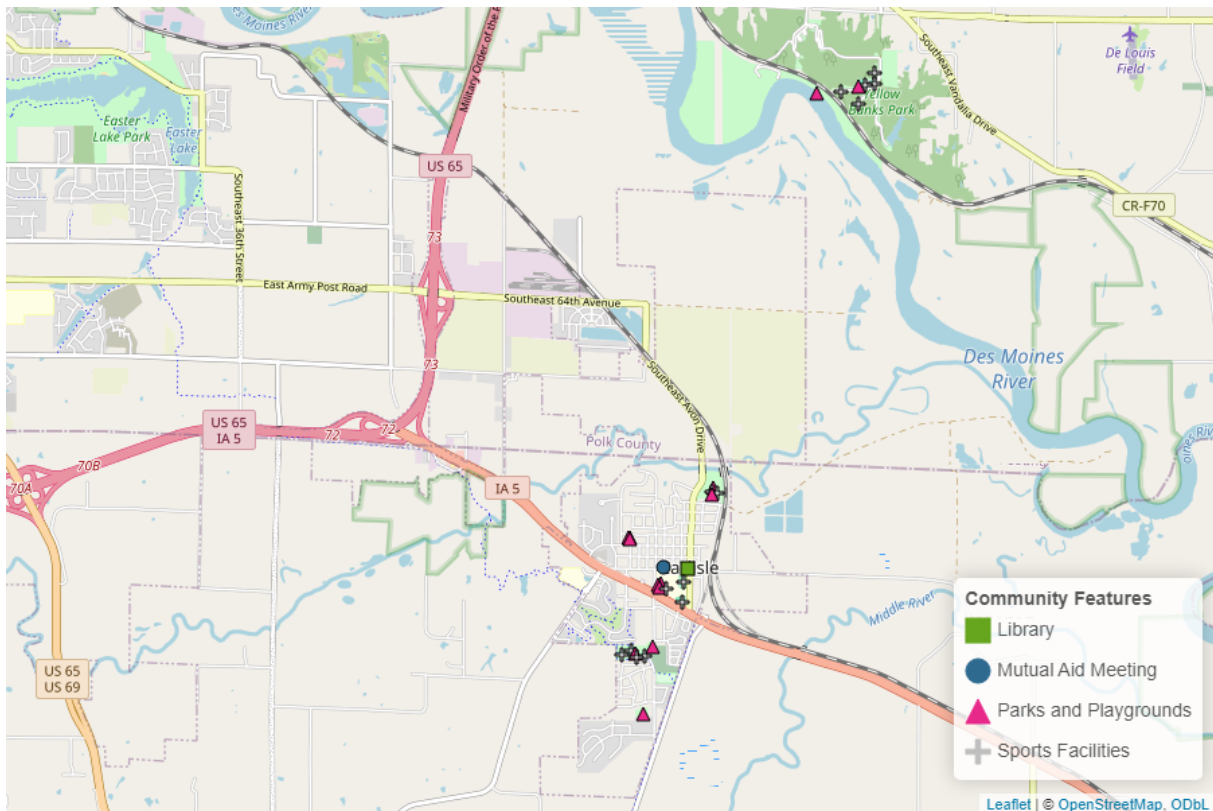 Des Moines River
Military Order of the
De Louis
Field
Southeast Vandalia Drive
Yellow
Banks Park
Easter
Lake Park
Easter
Lake
US 65
Southeast 36th Street
CR-F70
73
East Army Post Road
Southeast 64th Avenue
73
Southeast Avon Drive
Des Moines
River
US 65
IA 5
72
72
Polk County
70B
70A
IA 5
Middle River
US 65
US 69
Community Features
Library
Mutual Aid Meeting
Parks and Playgrounds
Sports Facilities
Leaflet | © OpenStreetMap, ODbL